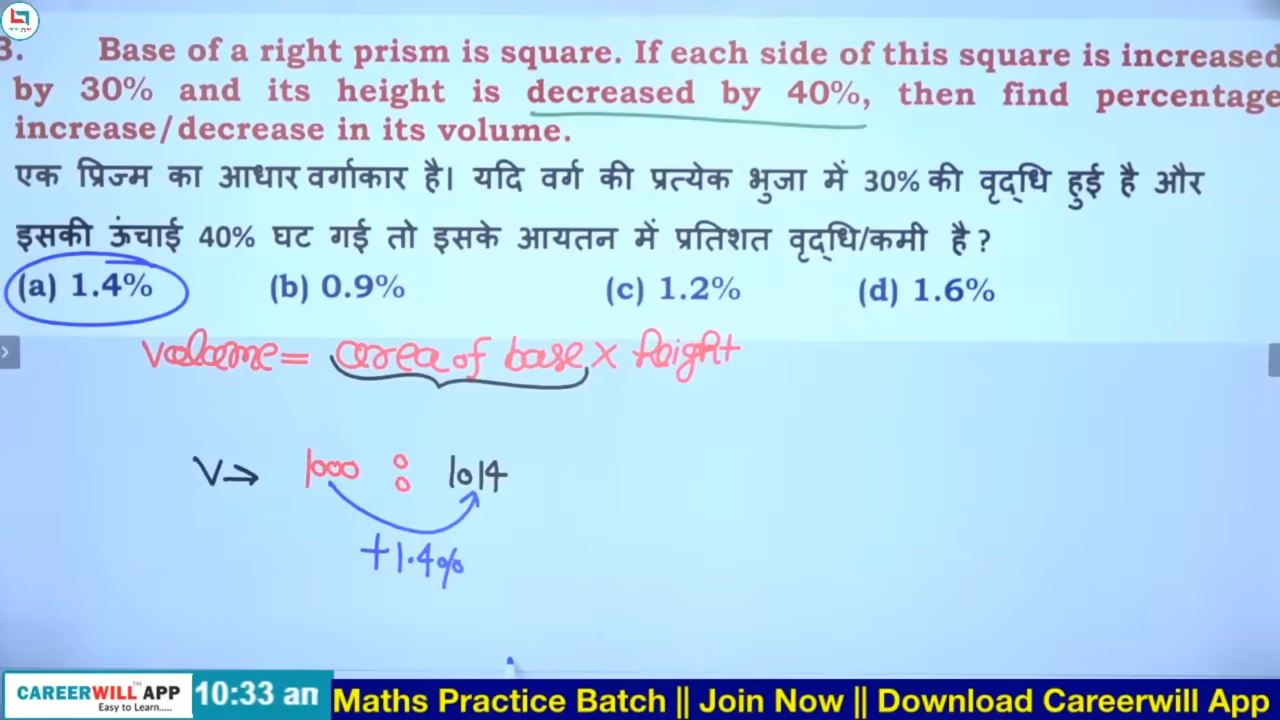 3. Base of a right prism is square. If each side of this square is increased
by 30% and its height is decreased by 40%, then find percentage
increase/decrease in its volume.
एक प्रिज्म का आधार वर्गाकार है। यदि वर्ग की प्रत्येक भुजा में 30% की वृद्धि हुई है और
इसकी ऊंचाई 40% घट गई तो इसके आयतन में प्रतिशत वृद्धि/कमी है ?
(a) 1.4% (b) 0.9% (c) 1.2% (d) 1.6%
volume = area of base × height
V → 1000 : 1014
+1.4%
CAREERWILL APP
Easy to Learn.....
10:33 am
Maths Practice Batch || Join Now || Download Careerwill App